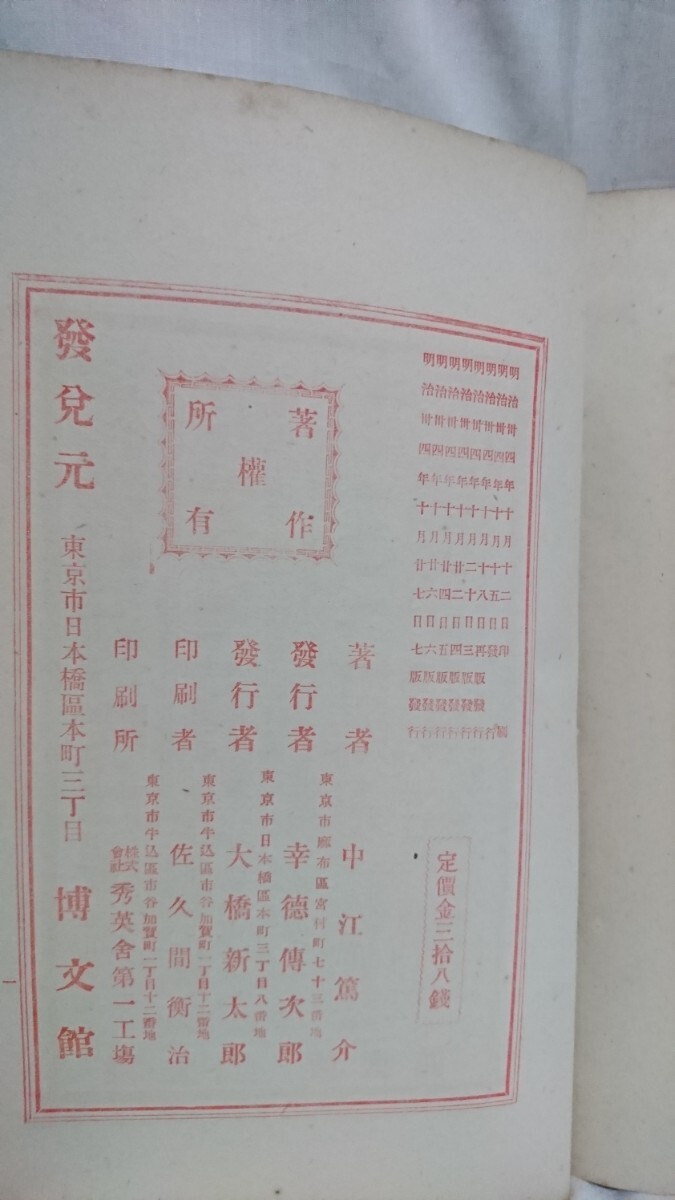 明治卅四年十月十二日印刷
明治卅四年十月十五日發行
明治卅四年十月十八日再版發行
明治卅四年十月二十日三版發行
明治卅四年十月廿二日四版發行
明治卅四年十月廿四日五版發行
明治卅四年十月廿六日六版發行
明治卅四年十月廿七日七版發行
定價金三拾八錢
著作
權
所有
著者 中江篤介
東京市麻布區宮村町七十三番地
發行者 幸德傳次郎
東京市日本橋區本町三丁目八番地
發行者 大橋新太郎
東京市牛込區市谷加賀町一丁目十二番地
印刷者 佐久間衡治
東京市牛込區市谷加賀町一丁目十二番地
印刷所 株式會社秀英舍第一工塲
發兌元 東京市日本橋區本町三丁目 博文館